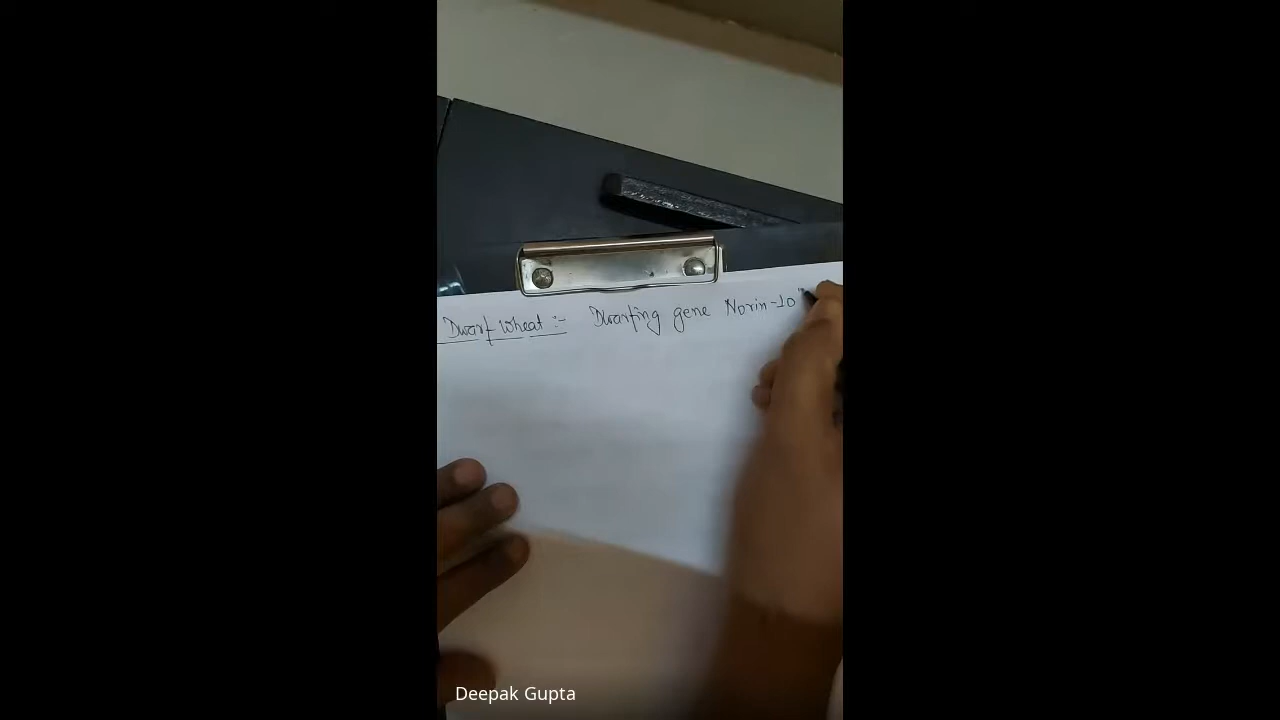 Dwarf Wheat :- Dwarfing gene Norin-10"
Deepak Gupta